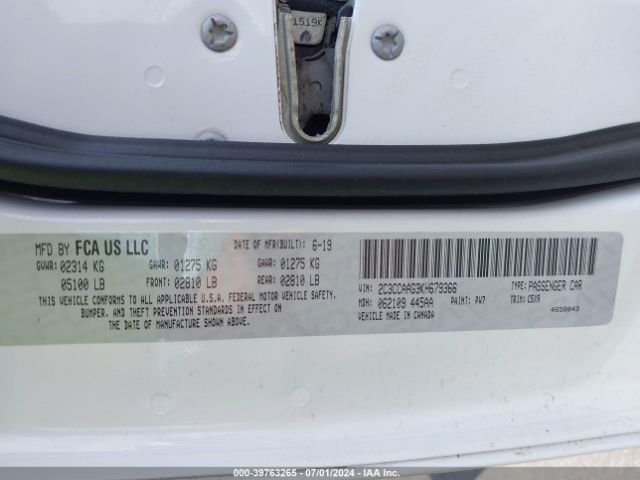 1519K
MFD BY FCA US LLC DATE OF MFR(BUILT): 6-19
GVWR: 02314 KG GAWR: 01275 KG GAWR: 01275 KG
05100 LB FRONT: 02810 LB REAR: 02810 LB
THIS VEHICLE CONFORMS TO ALL APPLICABLE U.S.A. FEDERAL MOTOR VEHICLE SAFETY,
BUMPER, AND THEFT PREVENTION STANDARDS IN EFFECT ON
THE DATE OF MANUFACTURE SHOWN ABOVE.
VIN: 2C3CCAAG3KH679366 TYPE: PASSENGER CAR
MDH: 062109 445AA PAINT: PW7 TRIM: C5X9
VEHICLE MADE IN CANADA 4658043
000-39763265 - 07/01/2024 - IAA Inc.